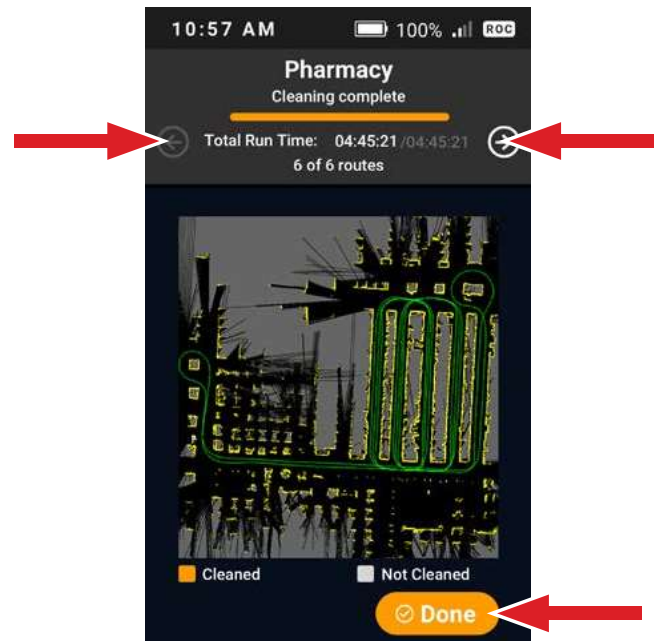 10:57 AM 100% ROC
Pharmacy
Cleaning complete
Total Run Time: 04:45:21/04:45:21
6 of 6 routes
Cleaned Not Cleaned
Done